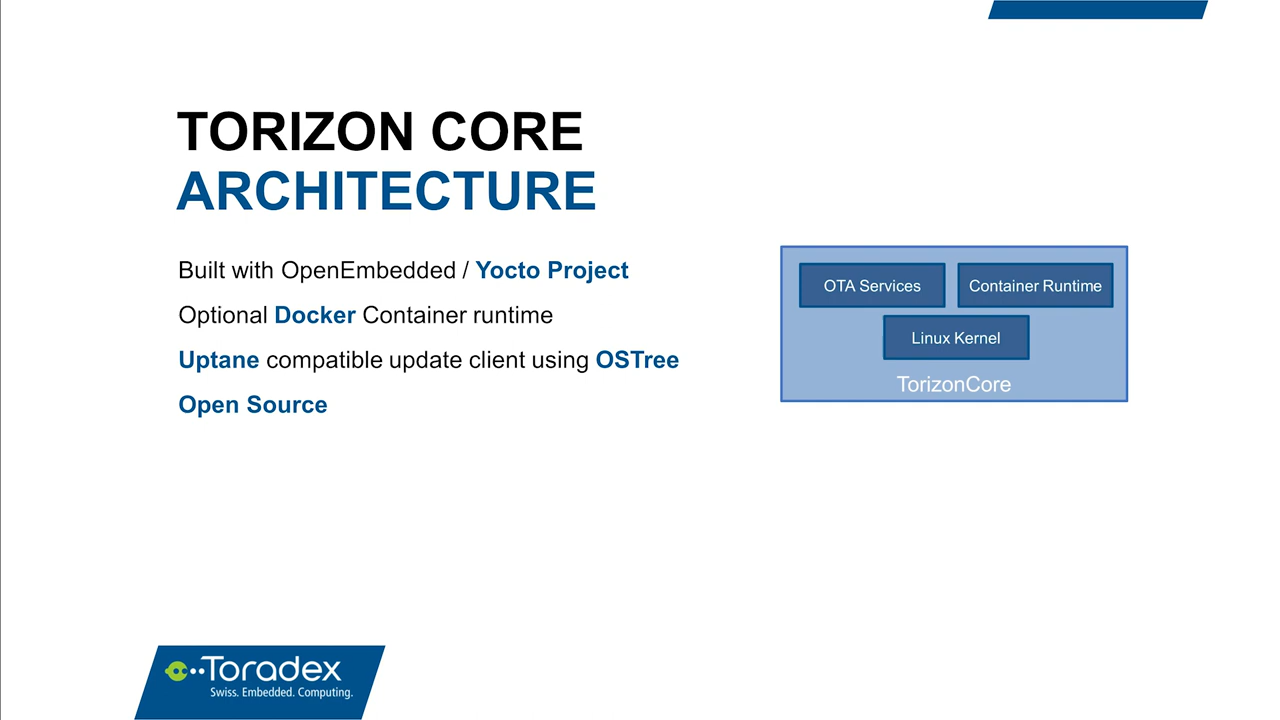 TORIZON CORE
ARCHITECTURE
Built with OpenEmbedded / Yocto Project
Optional Docker Container runtime
Uptane compatible update client using OSTree
Open Source
OTA Services
Container Runtime
Linux Kernel
TorizonCore
Toradex
Swiss. Embedded. Computing.